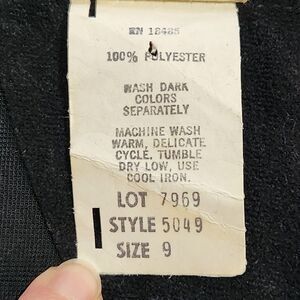 RN 18485
100% POLYESTER
WASH DARK
COLORS
SEPARATELY
MACHINE WASH
WARM, DELICATE
CYCLE, TUMBLE
DRY LOW, USE
COOL IRON.
LOT 7969
STYLE 5049
SIZE 9